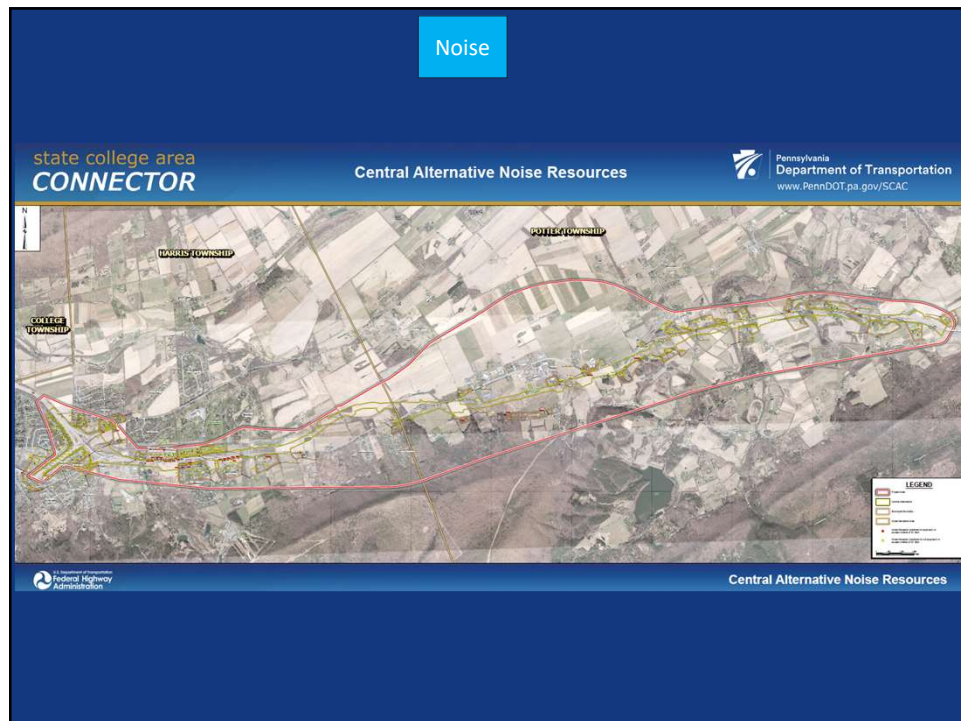 Noise
state college area
CONNECTOR
Central Alternative Noise Resources
Pennsylvania
Department of Transportation
www.PennDOT.pa.gov/SCAC
N
HARRIS TOWNSHIP
POTTER TOWNSHIP
COLLEGE
TOWNSHIP
LEGEND
U.S. Department of Transportation
Federal Highway
Administration
Central Alternative Noise Resources